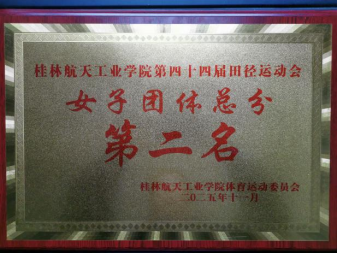 桂林航天工业学院第四十四届田径运动会
女子团体总分
第二名
桂林航天工业学院体育运动委员会
二〇二五年十一月